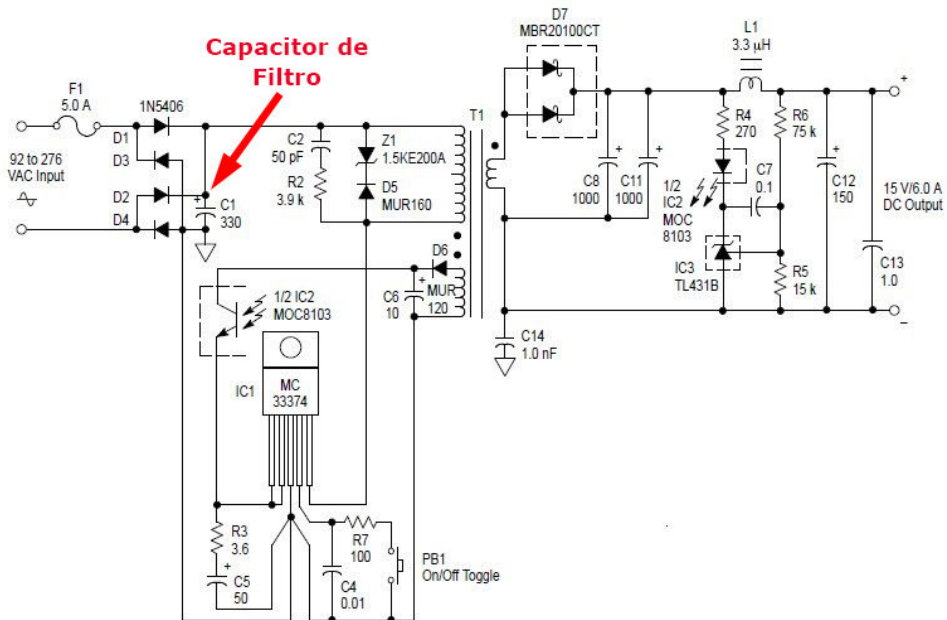 Capacitor de
Filtro
F1
5.0 A
1N5406
D1
D3
D2
D4
92 to 276
VAC Input
+
C1
330
C2
50 pF
R2
3.9 k
Z1
1.5KE200A
D5
MUR160
T1
D7
MBR20100CT
L1
3.3 µH
+
C8
1000
+
C11
1000
R4
270
R6
75 k
1/2
IC2
MOC
8103
C7
0.1
IC3
TL431B
R5
15 k
+
C12
150
C13
1.0
+
15 V/6.0 A
DC Output
–
D6
MUR
120
+
C6
10
C14
1.0 nF
1/2 IC2
MOC8103
IC1
MC
33374
R3
3.6
+
C5
50
R7
100
C4
0.01
PB1
On/Off Toggle